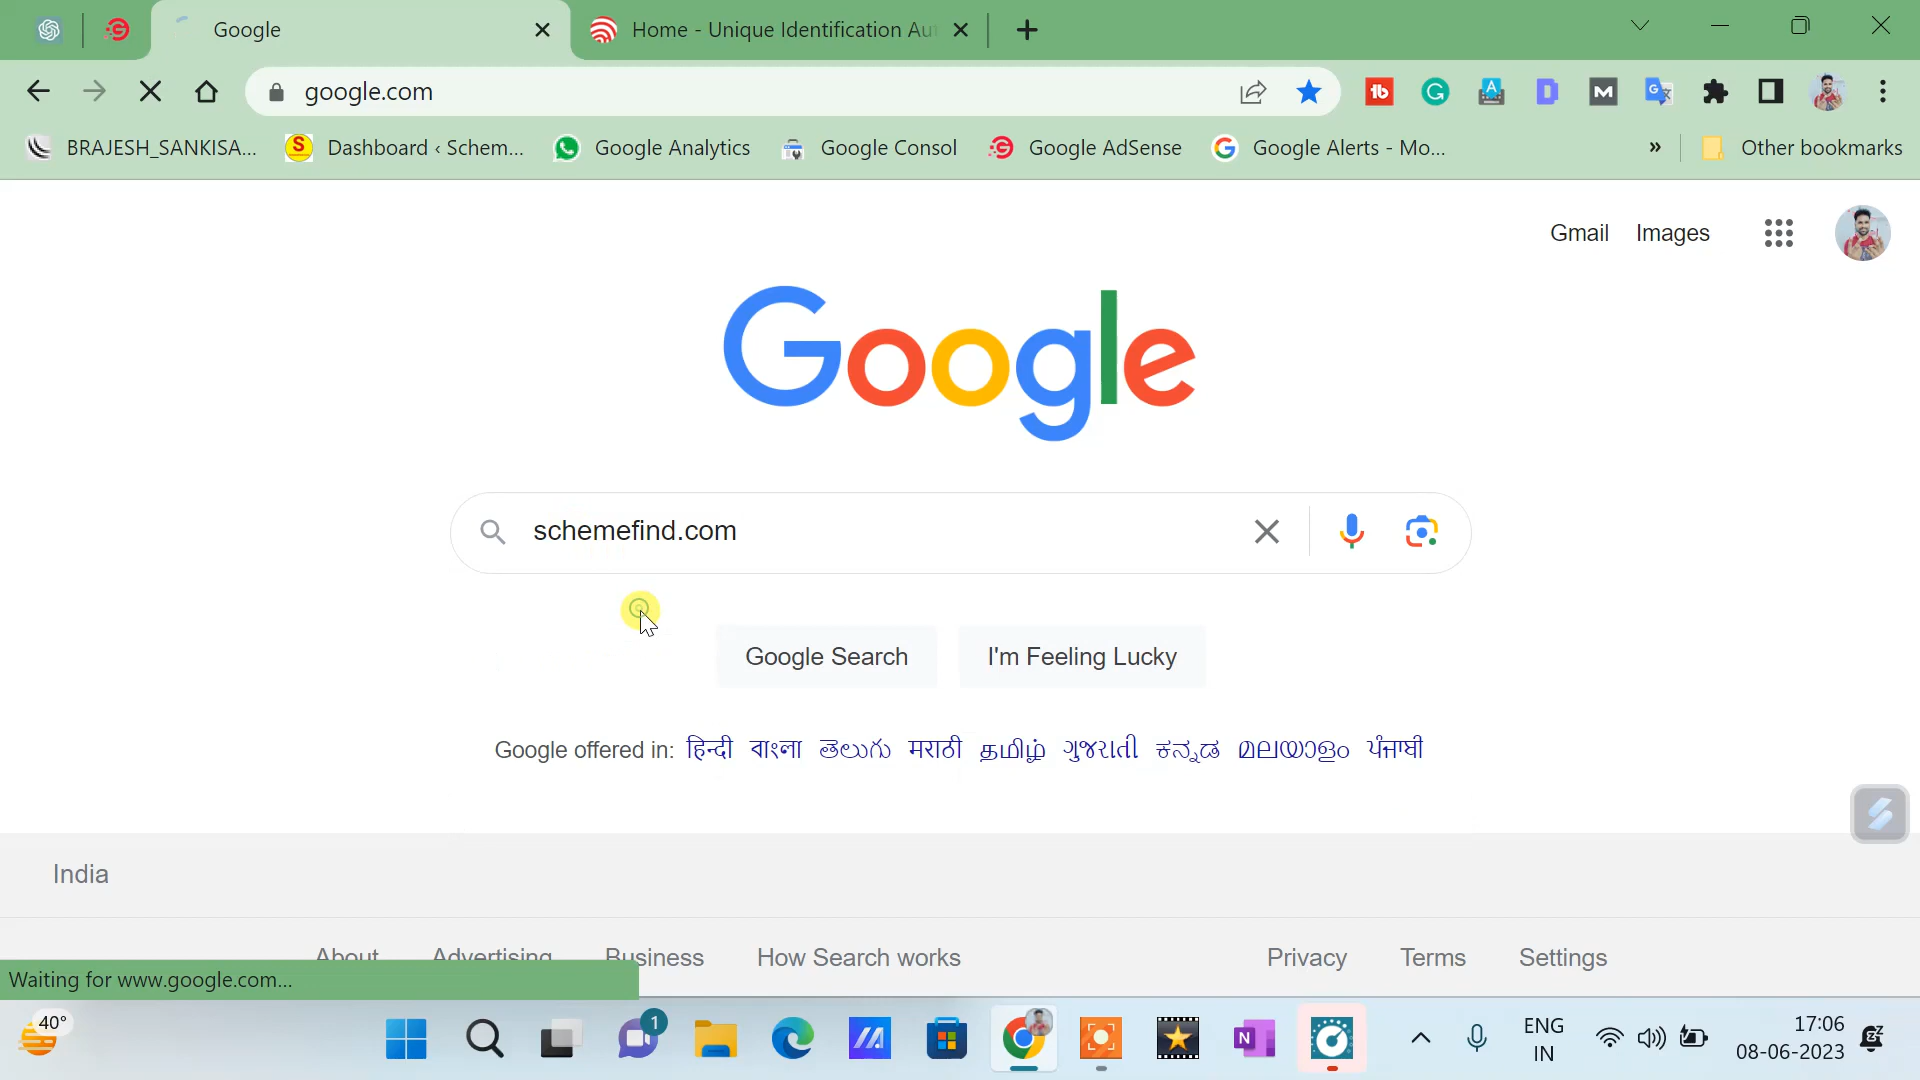 Google
Home - Unique Identification Au
google.com
BRAJESH_SANKISA...
Dashboard ‹ Schem...
Google Analytics
Google Consol
Google AdSense
Google Alerts - Mo...
»
Other bookmarks
Gmail
Images
Google
schemefind.com
Google Search
I'm Feeling Lucky
Google offered in: हिन्दी বাংলা తెలుగు मराठी தமிழ் ગુજરાતી ಕನ್ನಡ മലയാളം ਪੰਜਾਬੀ
India
About
Advertising
Business
How Search works
Privacy
Terms
Settings
Waiting for www.google.com...
40°
1
ENG
IN
17:06
08-06-2023